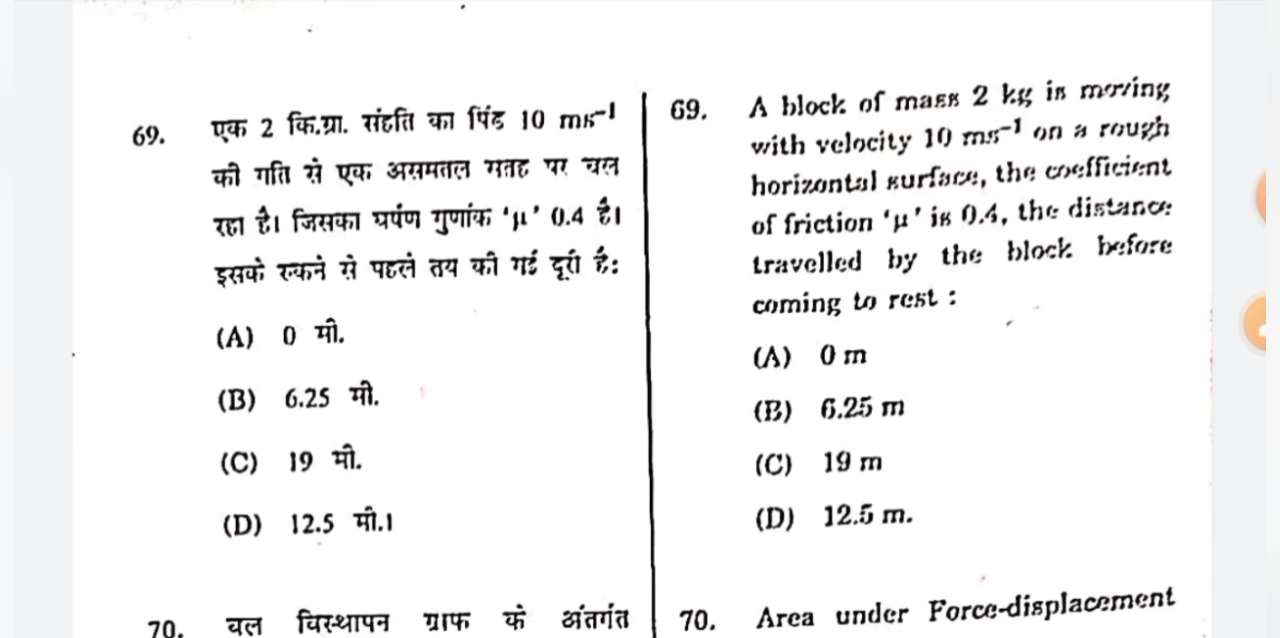 69. एक 2 कि.ग्रा. संहति का पिंड 10 ms⁻¹
की गति से एक असमतल सतह पर चल
रहा है। जिसका घर्षण गुणांक ‘μ’ 0.4 है।
इसको रूकने से पहले तय की गई दूरी है:
(A) 0 मी.
(B) 6.25 मी.
(C) 19 मी.
(D) 12.5 मी.।
70. चल विस्थापन ग्राफ के अंतर्गत
69. A block of mass 2 kg is moving
with velocity 10 ms⁻¹ on a rough
horizontal surface, the coefficient
of friction ‘μ’ is 0.4, the distance
travelled by the block before
coming to rest :
(A) 0 m
(B) 6.25 m
(C) 19 m
(D) 12.5 m.
70. Area under Force-displacement